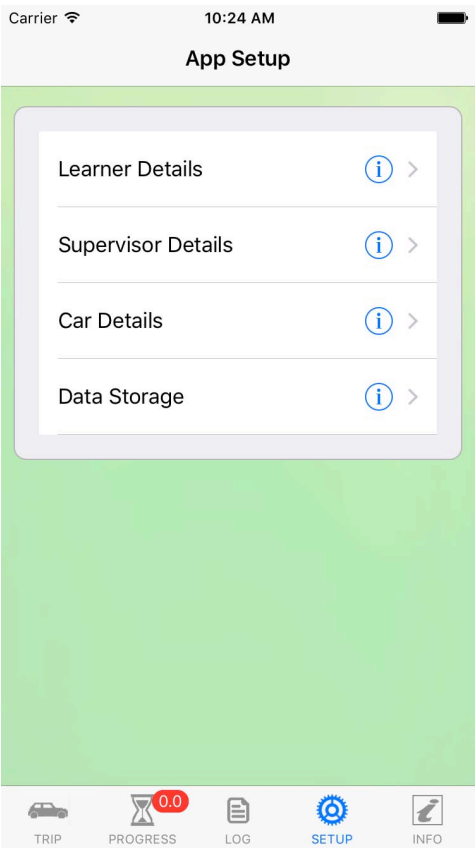 Carrier 10:24 AM
App Setup
Learner Details i
Supervisor Details i
Car Details i
Data Storage i
0.0
TRIP PROGRESS LOG SETUP INFO